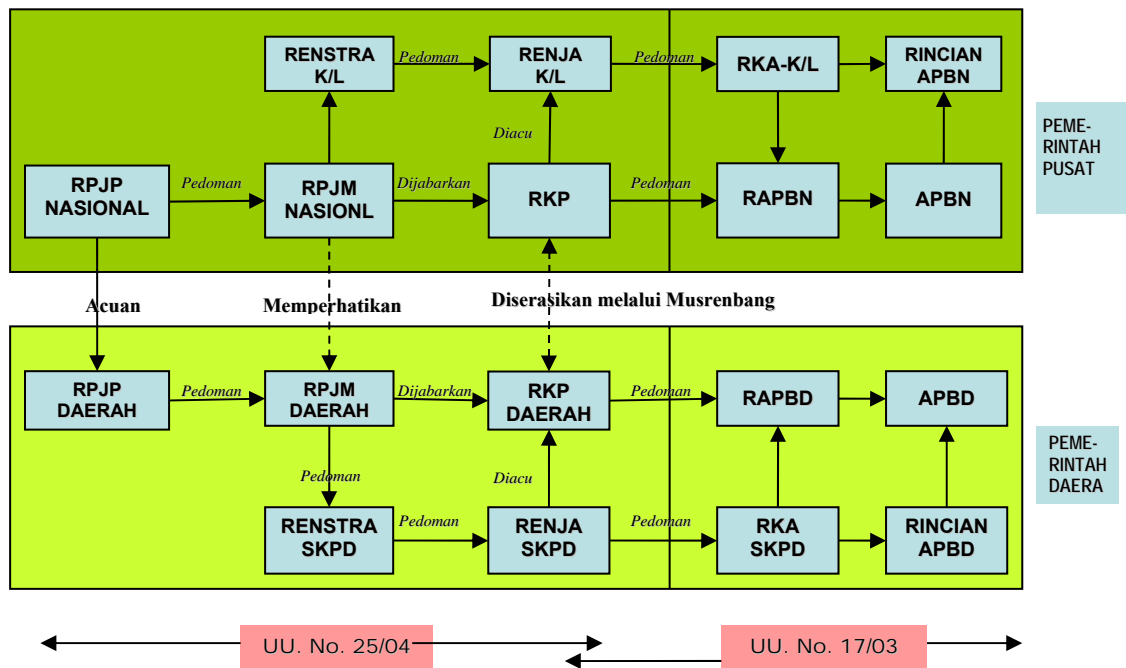 RENSTRA
K/L
Pedoman
RENJA
K/L
Pedoman
RKA-K/L
RINCIAN
APBN
Diacu
PEME-
RINTAH
PUSAT
RPJP
NASIONAL
Pedoman
RPJM
NASIONL
Dijabarkan
RKP
Pedoman
RAPBN
APBN
Acuan
Memperhatikan
Diserasikan melalui Musrenbang
RPJP
DAERAH
Pedoman
RPJM
DAERAH
Dijabarkan
RKP
DAERAH
Pedoman
RAPBD
APBD
PEME-
RINTAH
DAERA
Pedoman
Diacu
RENSTRA
SKPD
Pedoman
RENJA
SKPD
Pedoman
RKA
SKPD
RINCIAN
APBD
UU. No. 25/04
UU. No. 17/03